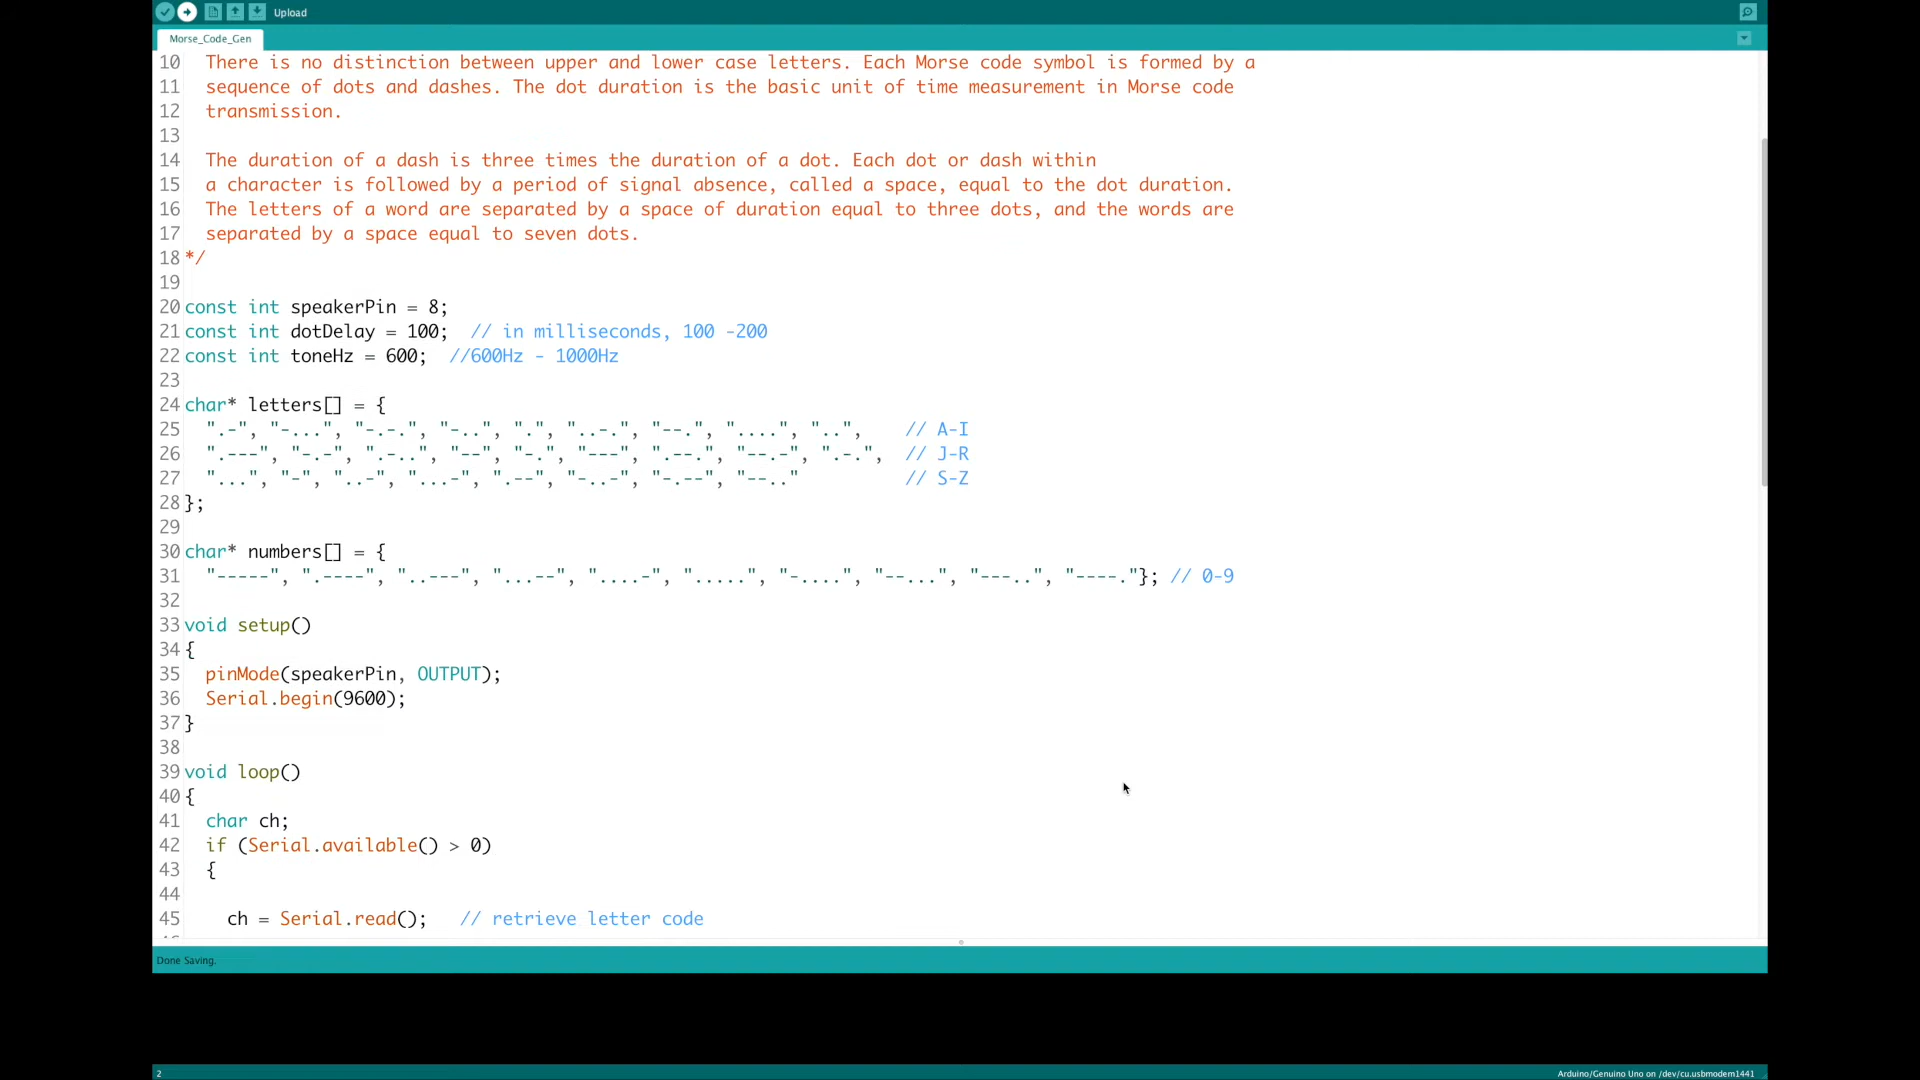 Upload
Morse_Code_Gen
10 There is no distinction between upper and lower case letters. Each Morse code symbol is formed by a
11 sequence of dots and dashes. The dot duration is the basic unit of time measurement in Morse code
12 transmission.
13
14 The duration of a dash is three times the duration of a dot. Each dot or dash within
15 a character is followed by a period of signal absence, called a space, equal to the dot duration.
16 The letters of a word are separated by a space of duration equal to three dots, and the words are
17 separated by a space equal to seven dots.
18 */
19
20 const int speakerPin = 8;
21 const int dotDelay = 100;  // in milliseconds, 100 -200
22 const int toneHz = 600;  //600Hz - 1000Hz
23
24 char* letters[] = {
25 ".-", "-...", "-.-.", "-..", ".", "..-.", "--.", "....", "..",    // A-I
26 ".---", "-.-", ".-..", "--", "-.", "---", ".--.", "--.-", ".-.",  // J-R
27 "...", "-", "..-", "...-", ".--", "-..-", "-.--", "--.."          // S-Z
28 };
29
30 char* numbers[] = {
31 "-----", ".----", "..---", "...--", "....-", ".....", "-....", "--...", "---..", "----."}; // 0-9
32
33 void setup()
34 {
35 pinMode(speakerPin, OUTPUT);
36 Serial.begin(9600);
37 }
38
39 void loop()
40 {
41 char ch;
42 if (Serial.available() > 0)
43 {
44
45 ch = Serial.read();   // retrieve letter code
Done Saving.
2 Arduino/Genuino Uno on /dev/cu.usbmodem1441